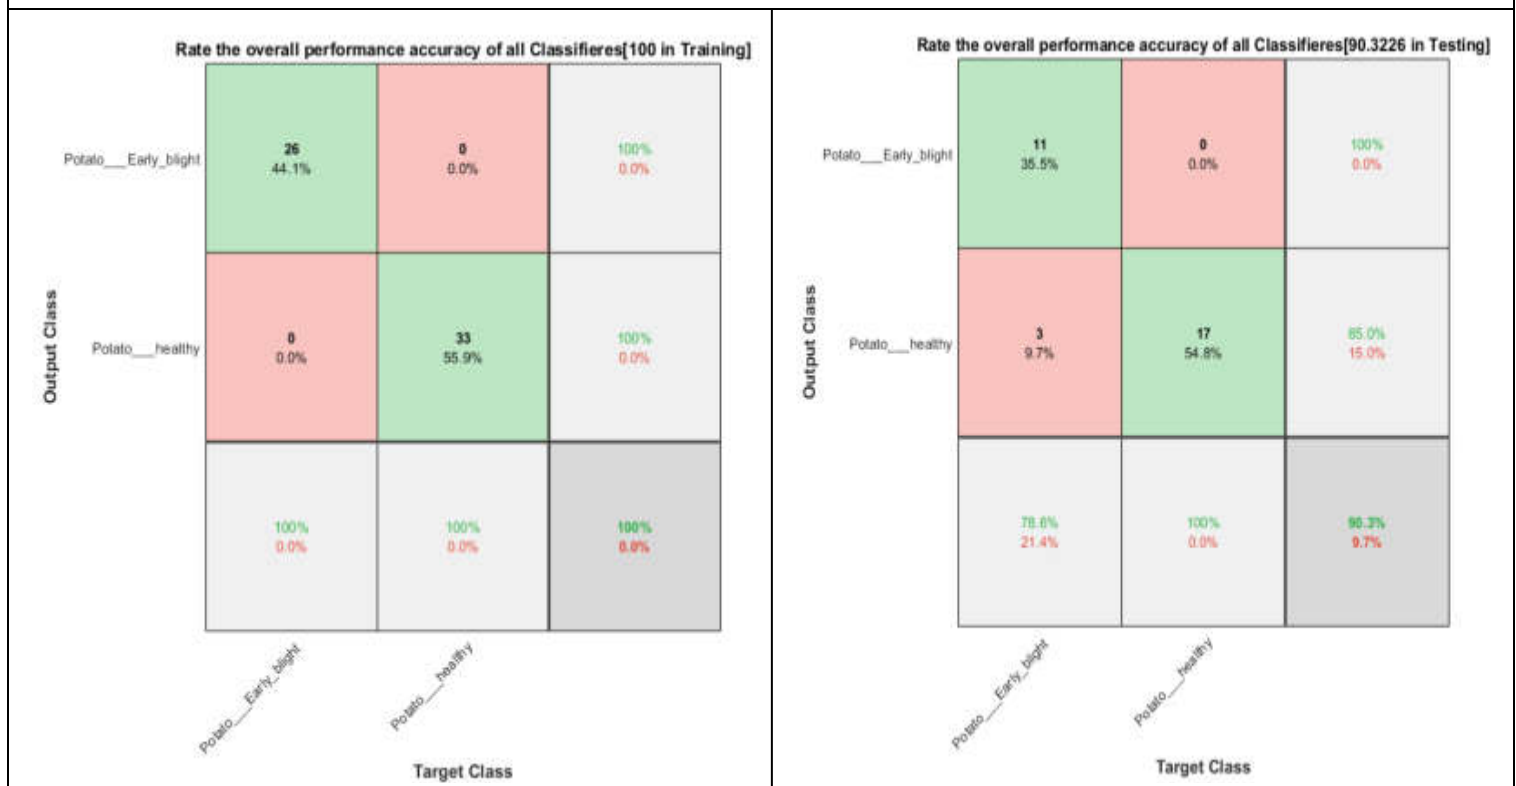 Rate the overall performance accuracy of all Classifieres[100 in Training]
Potato___Early_blight
26
44.1%
0
0.0%
100%
0.0%
Output Class
Potato___healthy
0
0.0%
33
55.9%
100%
0.0%
100%
0.0%
100%
0.0%
100%
0.0%
Potato___Early_blight
Potato___healthy
Target Class
Rate the overall performance accuracy of all Classifieres[90.3226 in Testing]
Potato___Early_blight
11
35.5%
0
0.0%
100%
0.0%
Output Class
Potato___healthy
3
9.7%
17
54.8%
85.0%
15.0%
78.6%
21.4%
100%
0.0%
90.3%
9.7%
Potato___Early_blight
Potato___healthy
Target Class